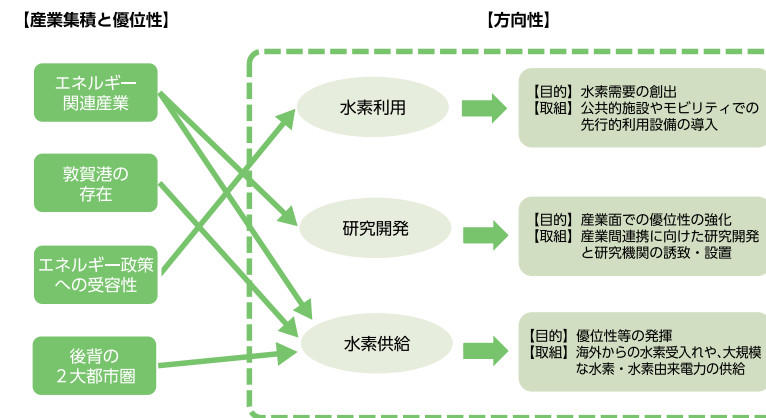 【産業集積と優位性】
【方向性】
エネルギー
関連産業
敦賀港の
存在
エネルギー政策
への受容性
後背の
２大都市圏
水素利用
【目的】水素需要の創出
【取組】公共的施設やモビリティでの
先行的利用設備の導入
研究開発
【目的】産業面での優位性の強化
【取組】産業間連携に向けた研究開発
と研究機関の誘致・設置
水素供給
【目的】優位性等の発揮
【取組】海外からの水素受入れや、大規模
な水素・水素由来電力の供給